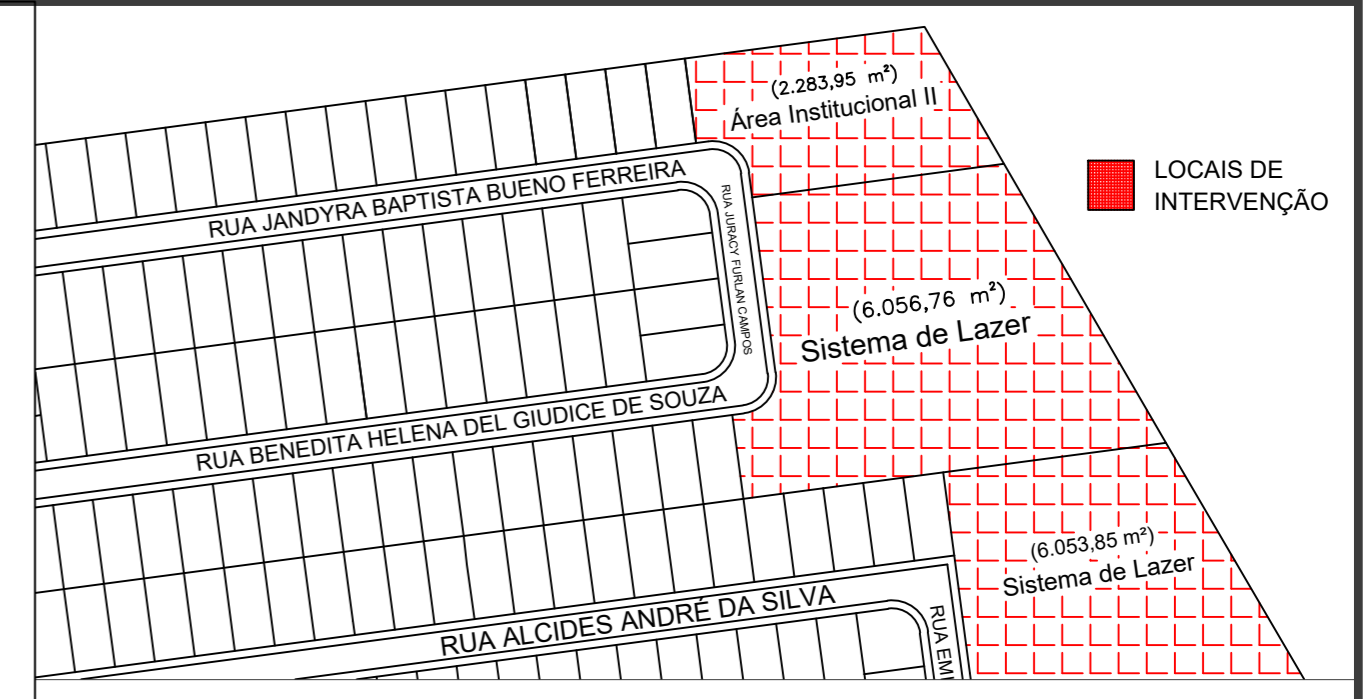 (2.283,95 m²)
Área Institucional II
LOCAIS DE
INTERVENÇÃO
RUA JANDYRA BAPTISTA BUENO FERREIRA
RUA JURACY FURLAN CAMPOS
(6.056,76 m²)
Sistema de Lazer
RUA BENEDITA HELENA DEL GIUDICE DE SOUZA
(6.053,85 m²)
Sistema de Lazer
RUA ALCIDES ANDRÉ DA SILVA
RUA EMI